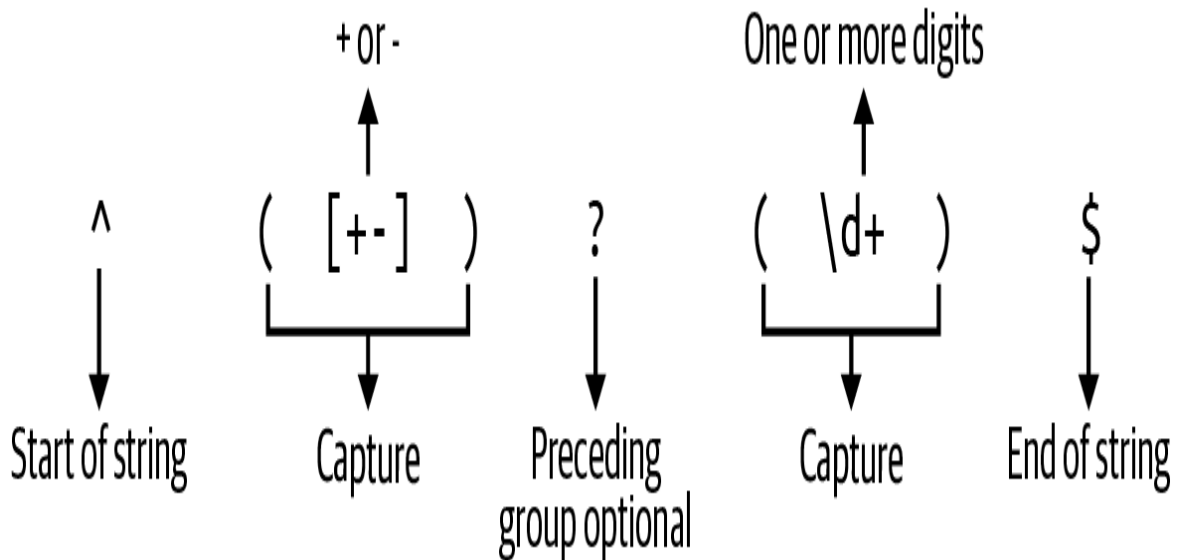 + or -
One or more digits
^ ( [+-] ) ? ( \d+ ) $
Start of string
Capture
Preceding
group optional
Capture
End of string